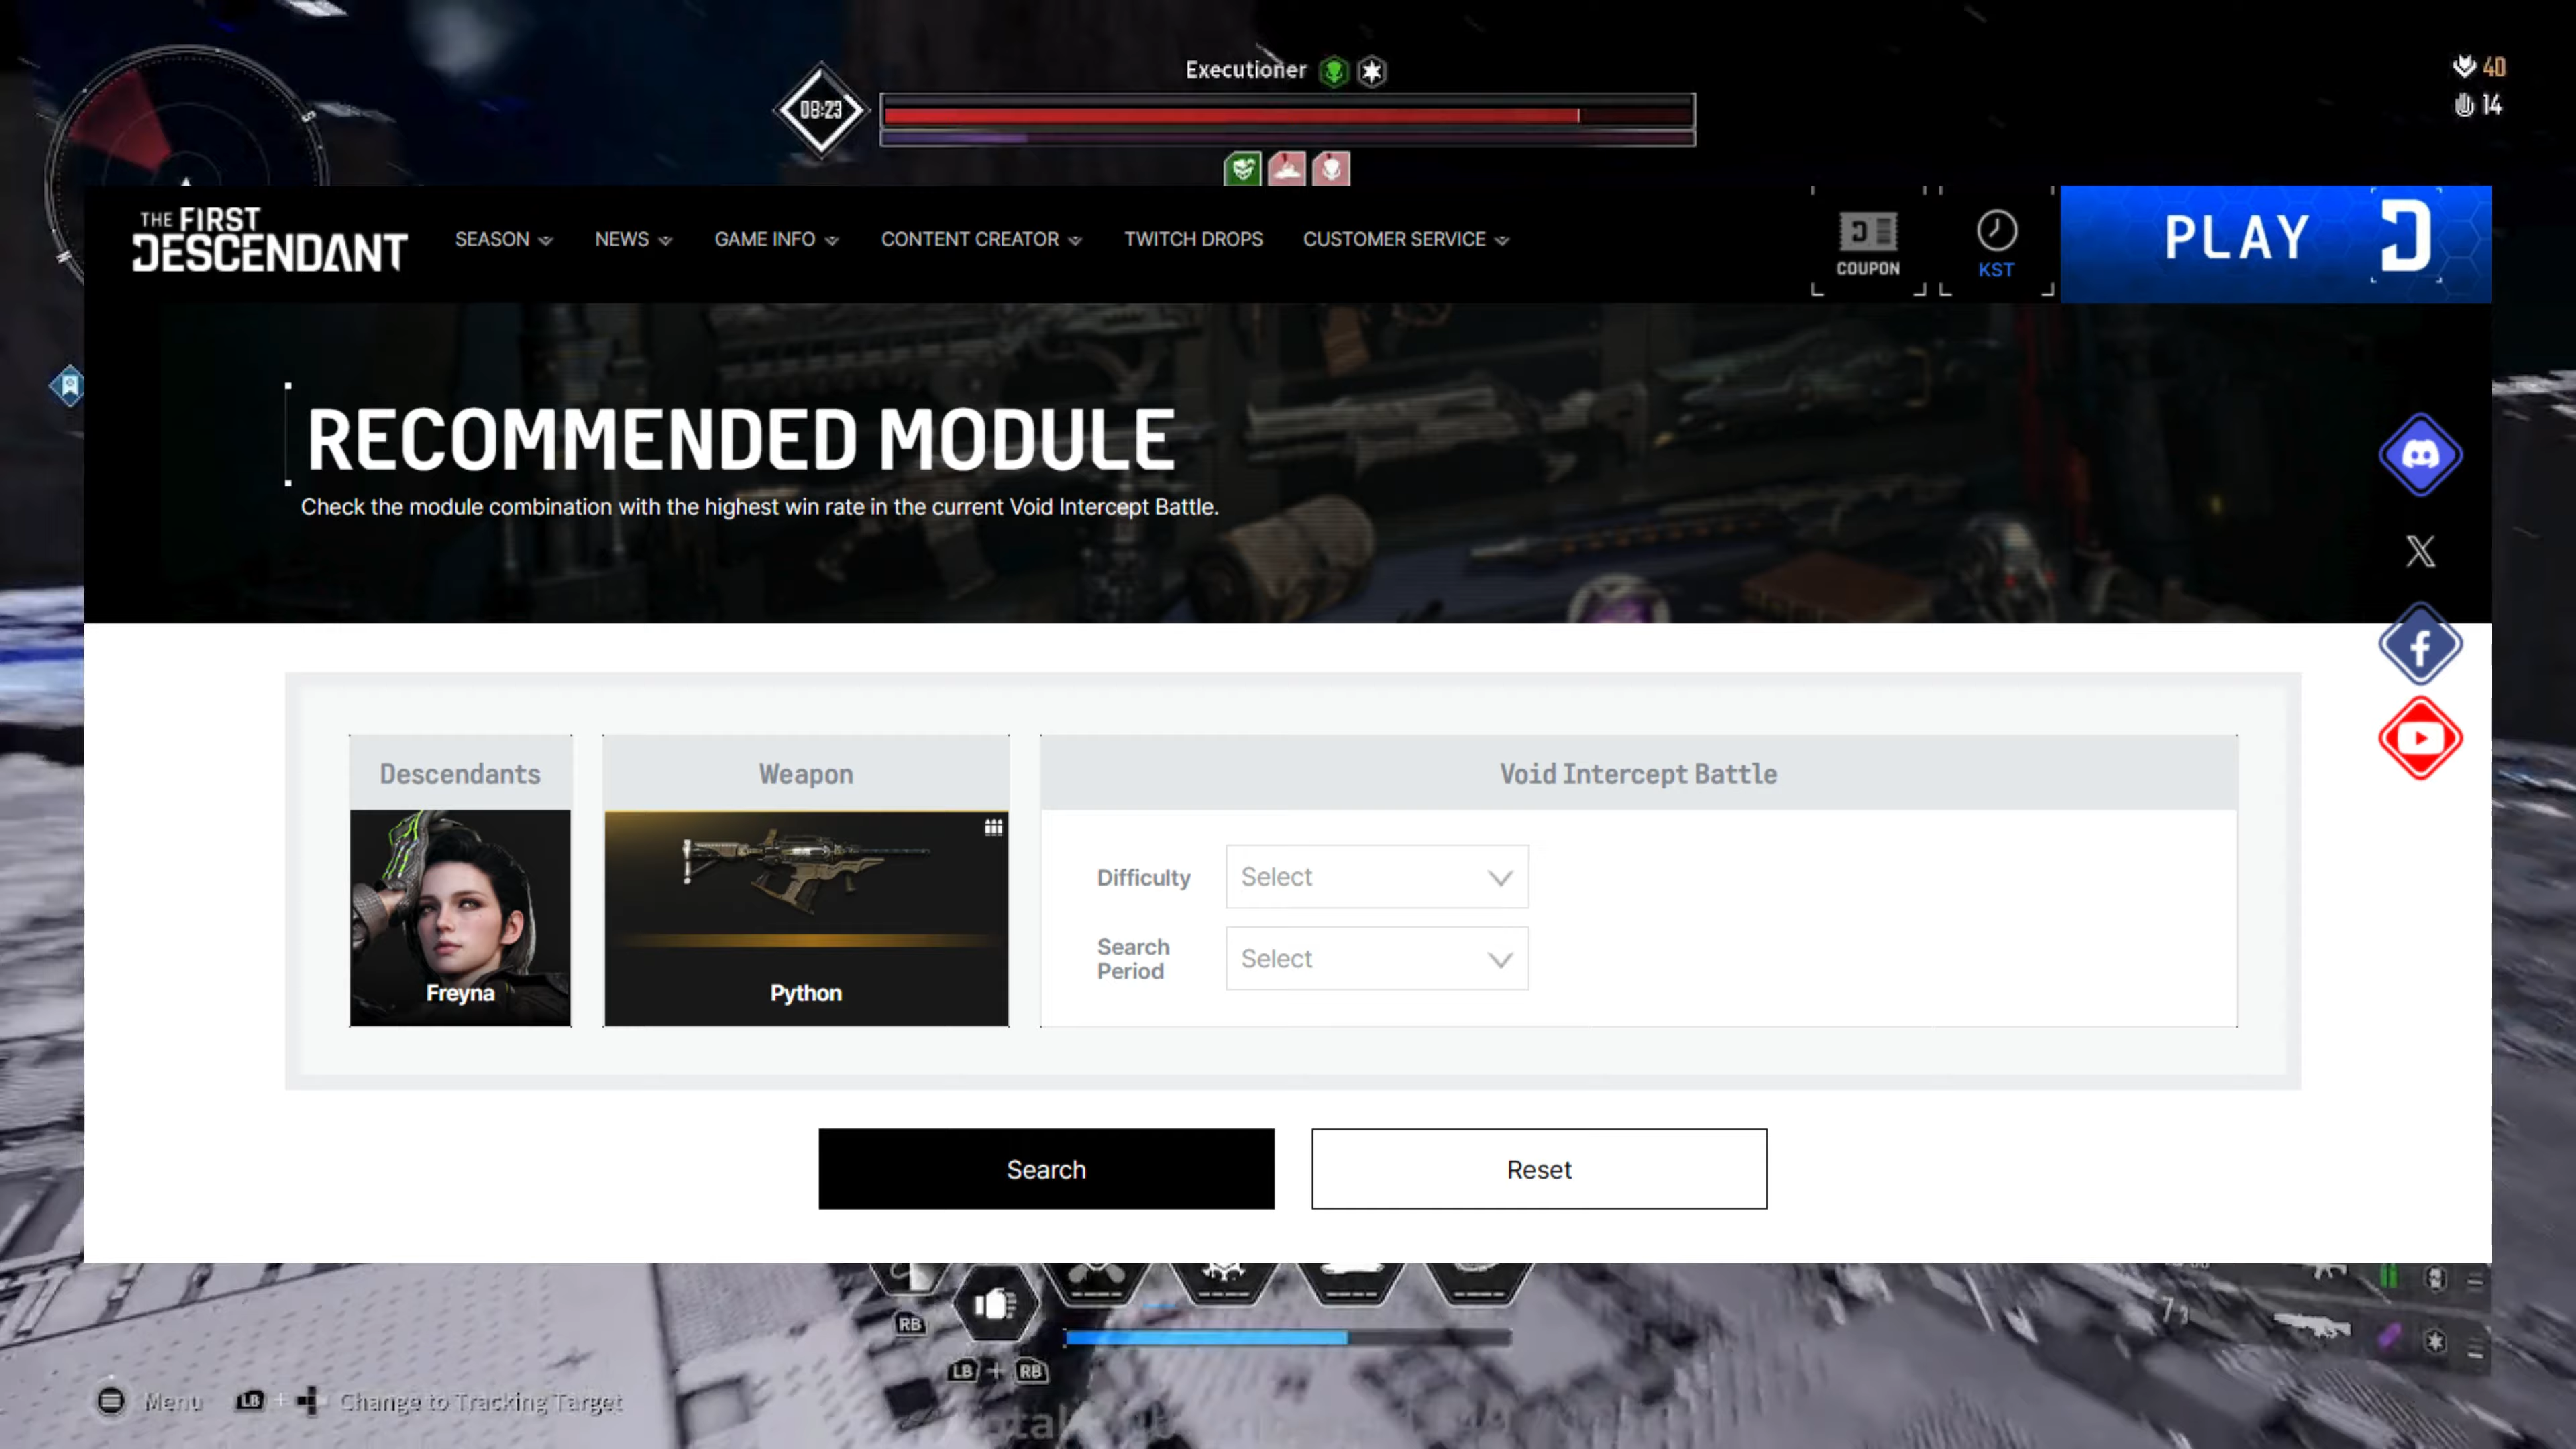 Executioner
08:23
40
14
S
N
THE FIRST
DESCENDANT
SEASON
NEWS
GAME INFO
CONTENT CREATOR
TWITCH DROPS
CUSTOMER SERVICE
COUPON
KST
PLAY
RECOMMENDED MODULE
Check the module combination with the highest win rate in the current Void Intercept Battle.
Descendants
Weapon
Void Intercept Battle
Freyna
Python
Difficulty
Select
Search
Period
Select
Search
Reset
RB
LB + RB
Menu
LB +
Change to Tracking Target